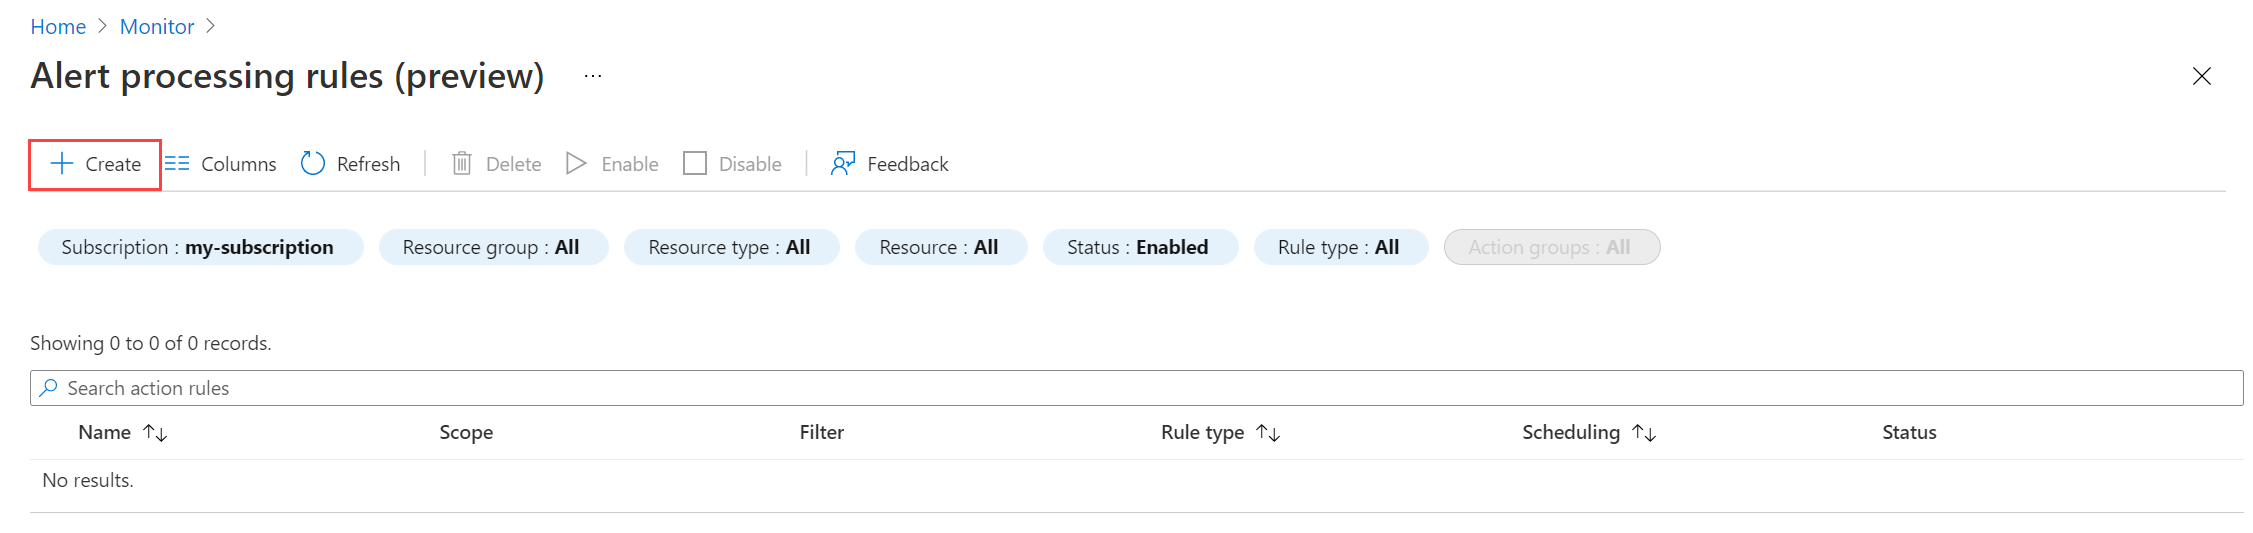 Home > Monitor >
Alert processing rules (preview) ...
Create Columns Refresh Delete Enable Disable Feedback
Subscription : my-subscription Resource group : All Resource type : All Resource : All Status : Enabled Rule type : All Action groups : All
Showing 0 to 0 of 0 records.
Search action rules
Name ↑↓ Scope Filter Rule type ↑↓ Scheduling ↑↓ Status
No results.